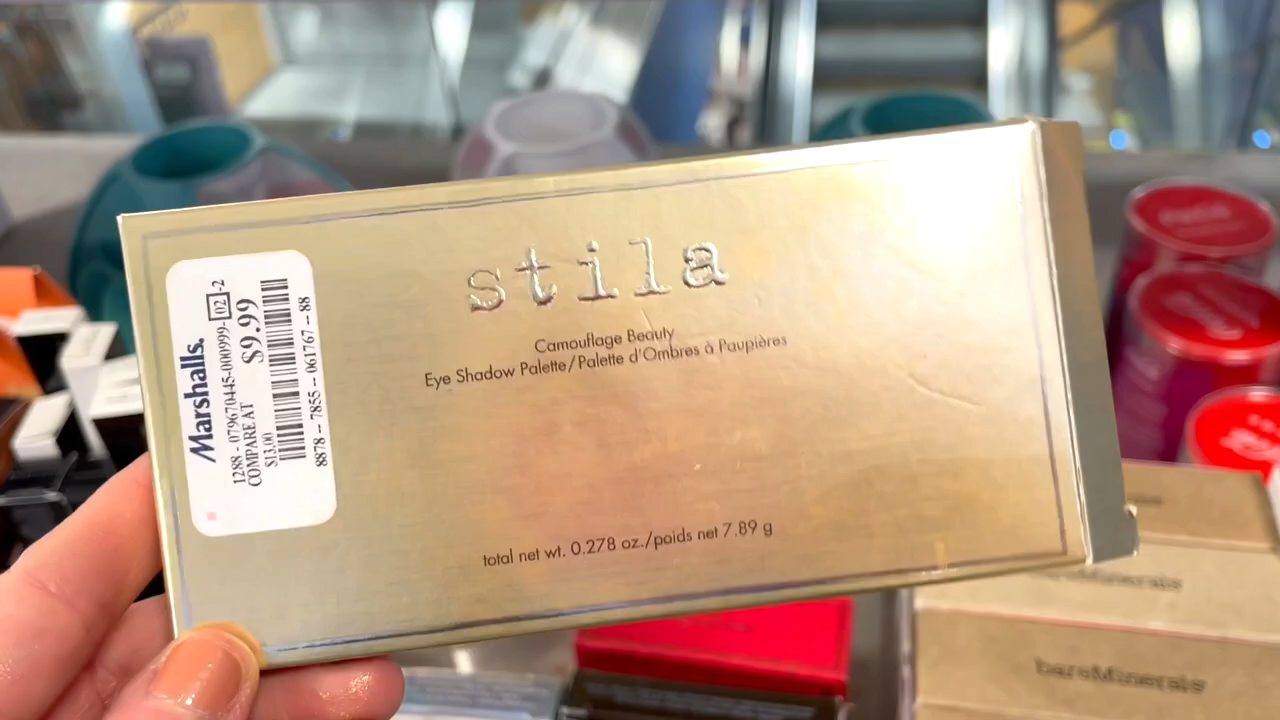 stila
Camouflage Beauty
Eye Shadow Palette/Palette d'Ombres à Paupières
total net wt. 0.278 oz./poids net 7.89 g
Marshalls.
1288 - 079670445-000999-02-2
COMPARE AT $9.99
$13.00
8878 -- 7855 -- 061767 -- 88
bareMinerals
bareMinerals